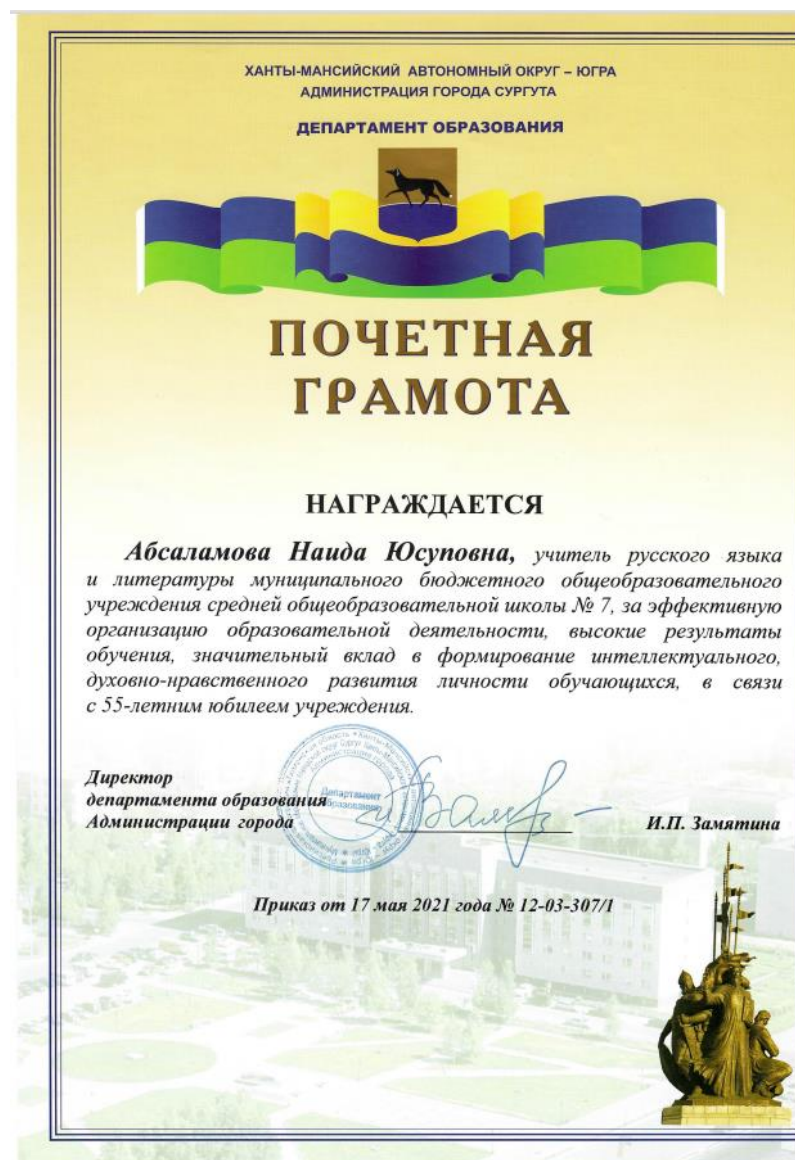 ХАНТЫ-МАНСИЙСКИЙ АВТОНОМНЫЙ ОКРУГ – ЮГРА
АДМИНИСТРАЦИЯ ГОРОДА СУРГУТА
ДЕПАРТАМЕНТ ОБРАЗОВАНИЯ
ПОЧЕТНАЯ
ГРАМОТА
НАГРАЖДАЕТСЯ
Абсаламова Наида Юсуповна, учитель русского языка
и литературы муниципального бюджетного общеобразовательного
учреждения средней общеобразовательной школы № 7, за эффективную
организацию образовательной деятельности, высокие результаты
обучения, значительный вклад в формирование интеллектуального,
духовно-нравственного развития личности обучающихся, в связи
с 55-летним юбилеем учреждения.
Директор
департамента образования
Администрации города
И.П. Замятина
Департамент
образования
Приказ от 17 мая 2021 года № 12-03-307/1